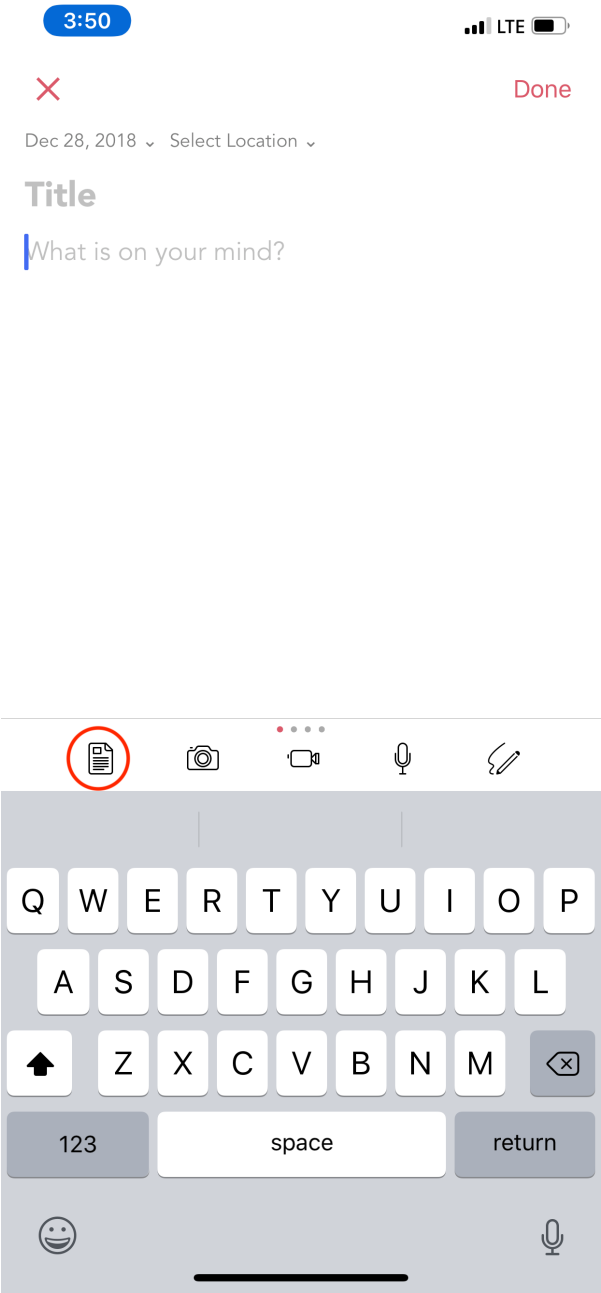 3:50 LTE
Done
Dec 28, 2018 Select Location
Title
What is on your mind?
Q W E R T Y U I O P
A S D F G H J K L
Z X C V B N M
123 space return